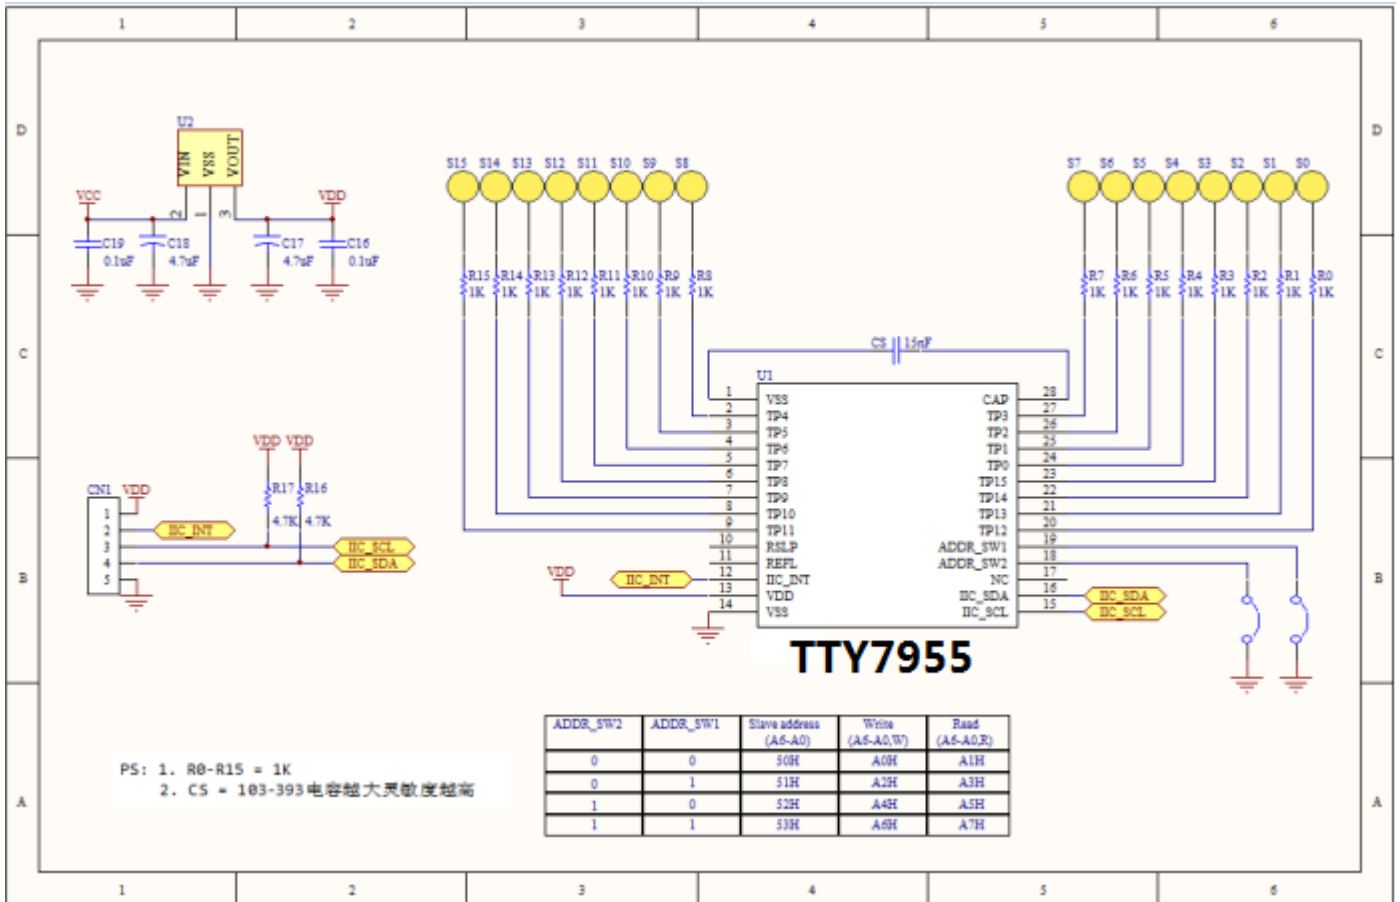 1 2 3 4 5 6
D D
U2
VIN VSS VOUT
VCC VDD
2 1 3
C19 C18 C17 C16
0.1uF 4.7uF 4.7uF 0.1uF
S15 S14 S13 S12 S11 S10 S9 S8
S7 S6 S5 S4 S3 S2 S1 S0
R15 R14 R13 R12 R11 R10 R9 R8
1K 1K 1K 1K 1K 1K 1K 1K
R7 R6 R5 R4 R3 R2 R1 R0
1K 1K 1K 1K 1K 1K 1K 1K
C C
CS 15nF
U1
1 VSS CAP 28
2 TP4 TP3 27
3 TP5 TP2 26
4 TP6 TP1 25
5 TP7 TP0 24
6 TP8 TP15 23
7 TP9 TP14 22
8 TP10 TP13 21
9 TP11 TP12 20
10 RSLP ADDR_SW1 19
11 REFL ADDR_SW2 18
12 IIC_INT NC 17
13 VDD IIC_SDA 16
14 VSS IIC_SCL 15
VDD IIC_INT
IIC_SDA
IIC_SCL
TTY7955
VDD VDD
R17 R16
4.7K 4.7K
CN1 VDD
1
2 IIC_INT
3 IIC_SCL
4 IIC_SDA
5
B B
ADDR_SW2 ADDR_SW1 Slave address (A6-A0) Write (A6-A0,W) Read (A6-A0,R)
0 0 50H A0H A1H
0 1 51H A2H A3H
1 0 52H A4H A5H
1 1 53H A6H A7H
PS: 1. R0-R15 = 1K
2. CS = 103-393电容越大灵敏度越高
A A
1 2 3 4 5 6